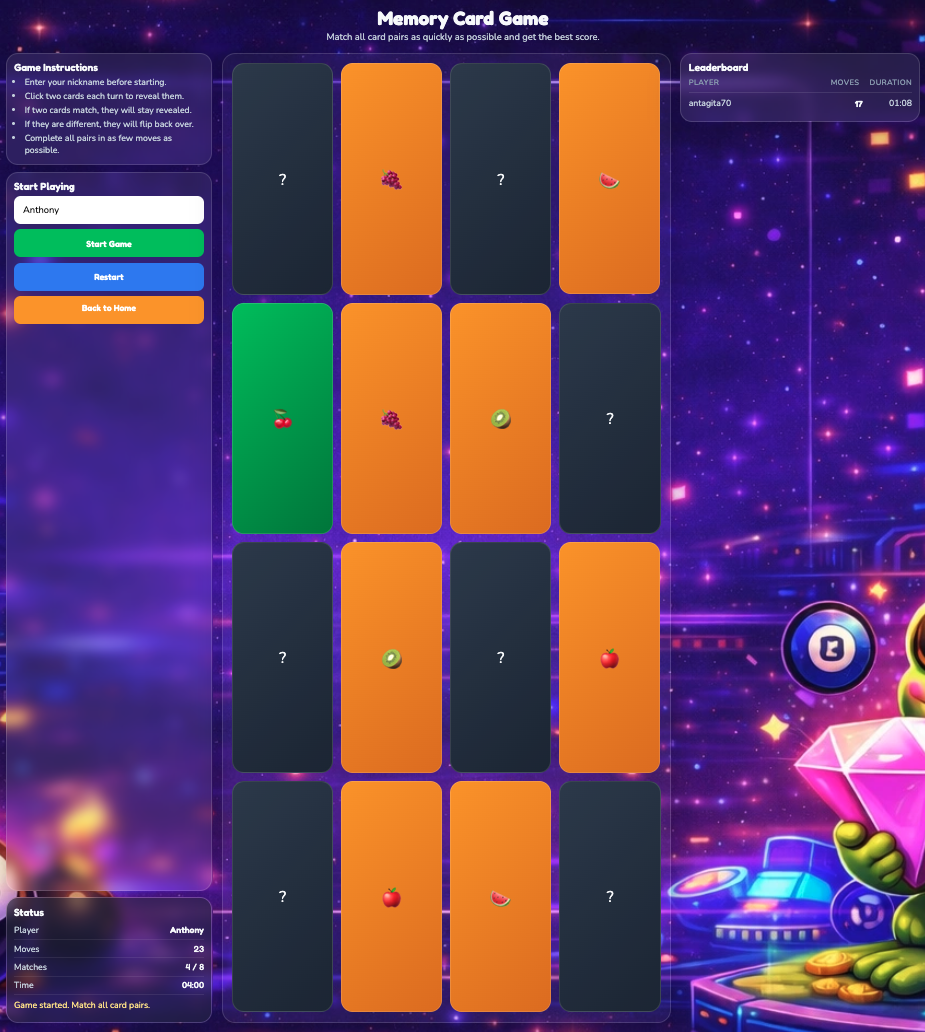 Memory Card Game
Match all card pairs as quickly as possible and get the best score.
Game Instructions
• Enter your nickname before starting.
• Click two cards each turn to reveal them.
• If two cards match, they will stay revealed.
• If they are different, they will flip back over.
• Complete all pairs in as few moves as
possible.
Start Playing
Anthony
Start Game
Restart
Back to Home
? ?
?
? ?
? ?
Leaderboard
PLAYER MOVES DURATION
antagita70 17 01:08
Status
Player Anthony
Moves 23
Matches 4 / 8
Time 04:00
Game started. Match all card pairs.